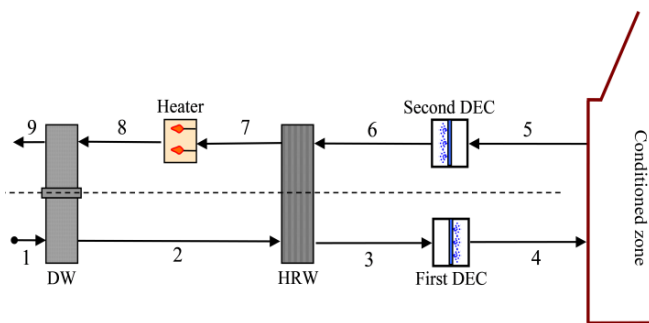 Heater
Second DEC
9
8
7
6
5
Conditioned zone
1
2
3
4
DW
HRW
First DEC